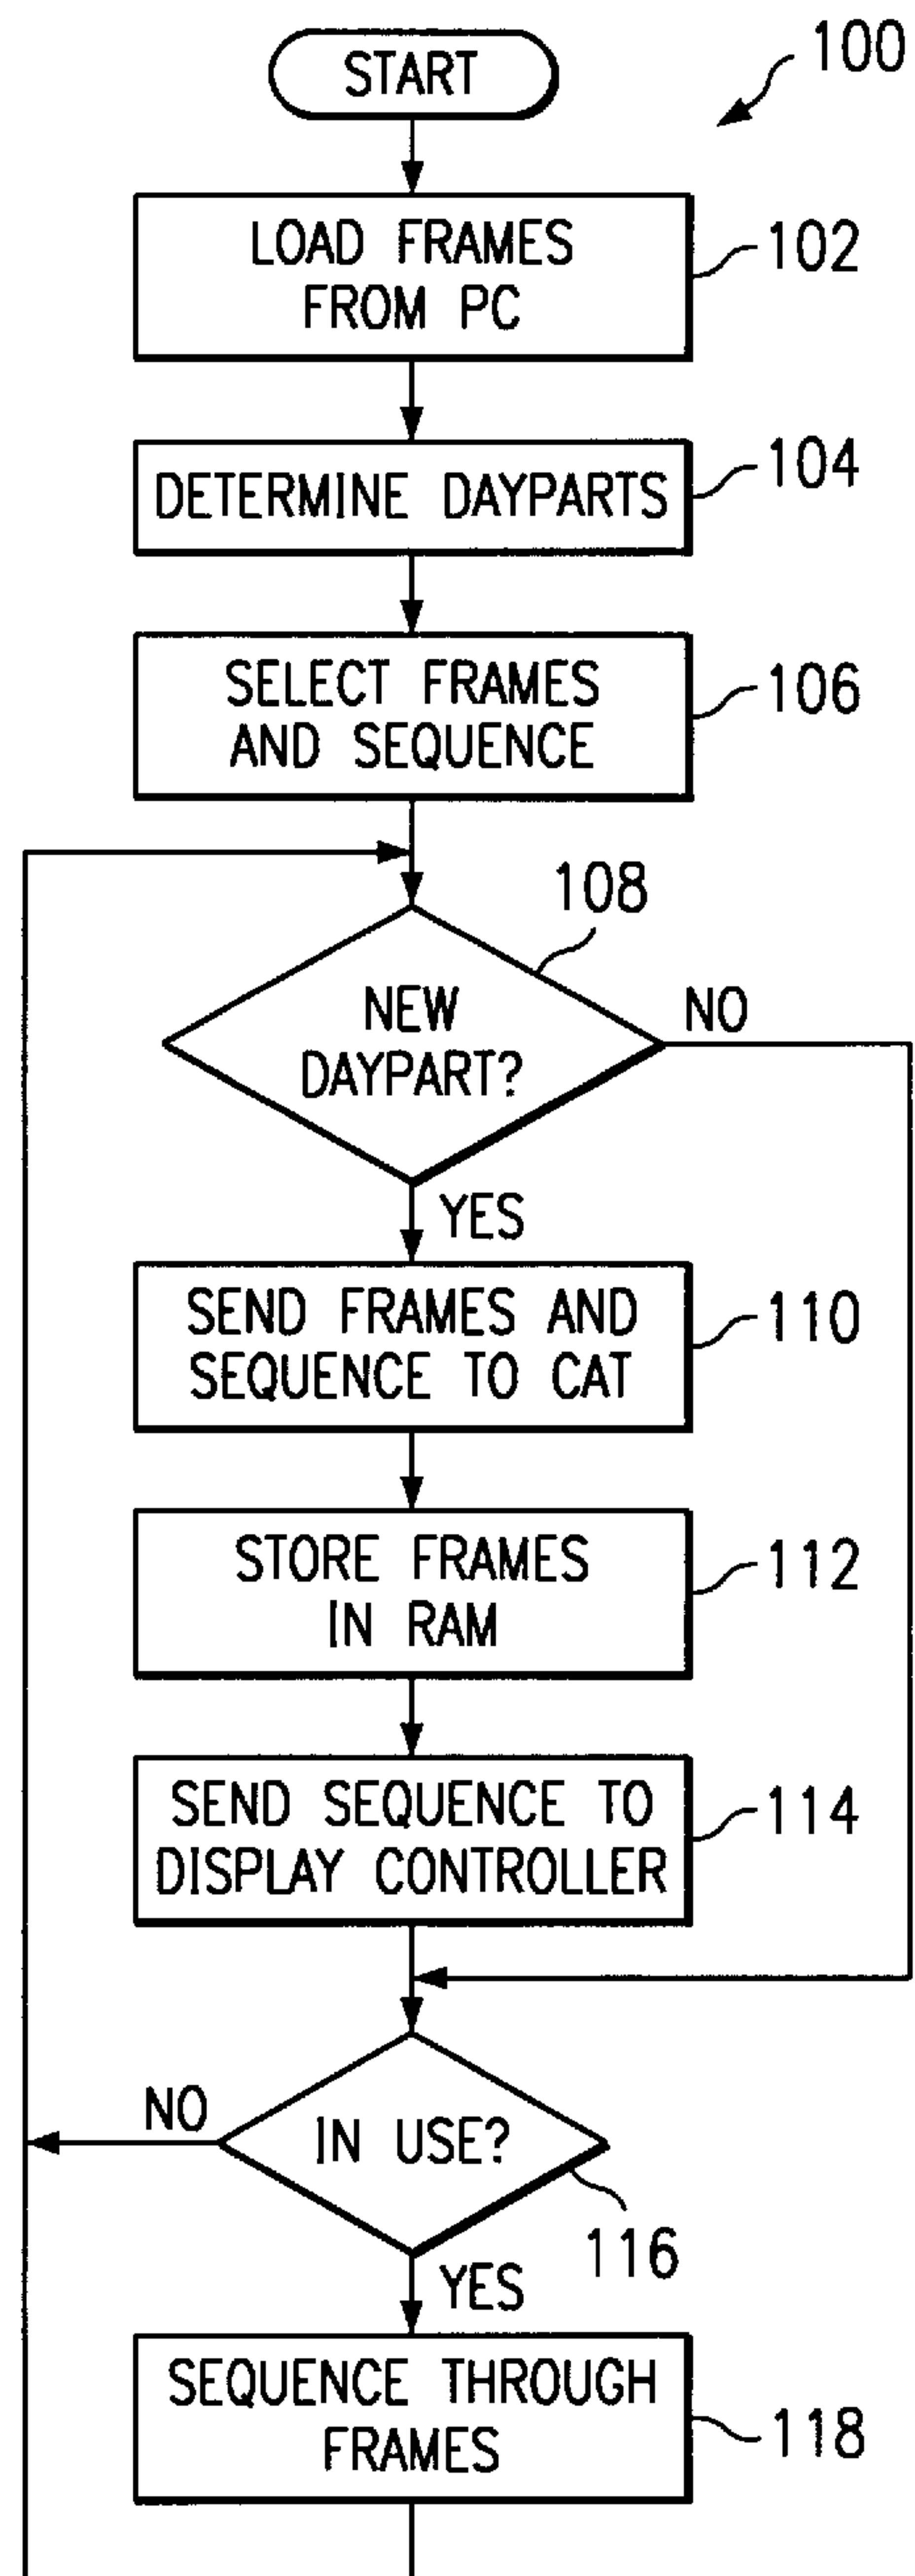 START
100
LOAD FRAMES
FROM PC
102
DETERMINE DAYPARTS
104
SELECT FRAMES
AND SEQUENCE
106
108
NEW
DAYPART?
NO
YES
SEND FRAMES AND
SEQUENCE TO CAT
110
STORE FRAMES
IN RAM
112
SEND SEQUENCE TO
DISPLAY CONTROLLER
114
NO
IN USE?
116
YES
SEQUENCE THROUGH
FRAMES
118